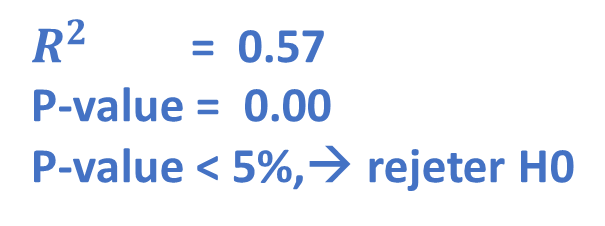 R² = 0.57
P-value = 0.00
P-value < 5%,→ rejeter H0